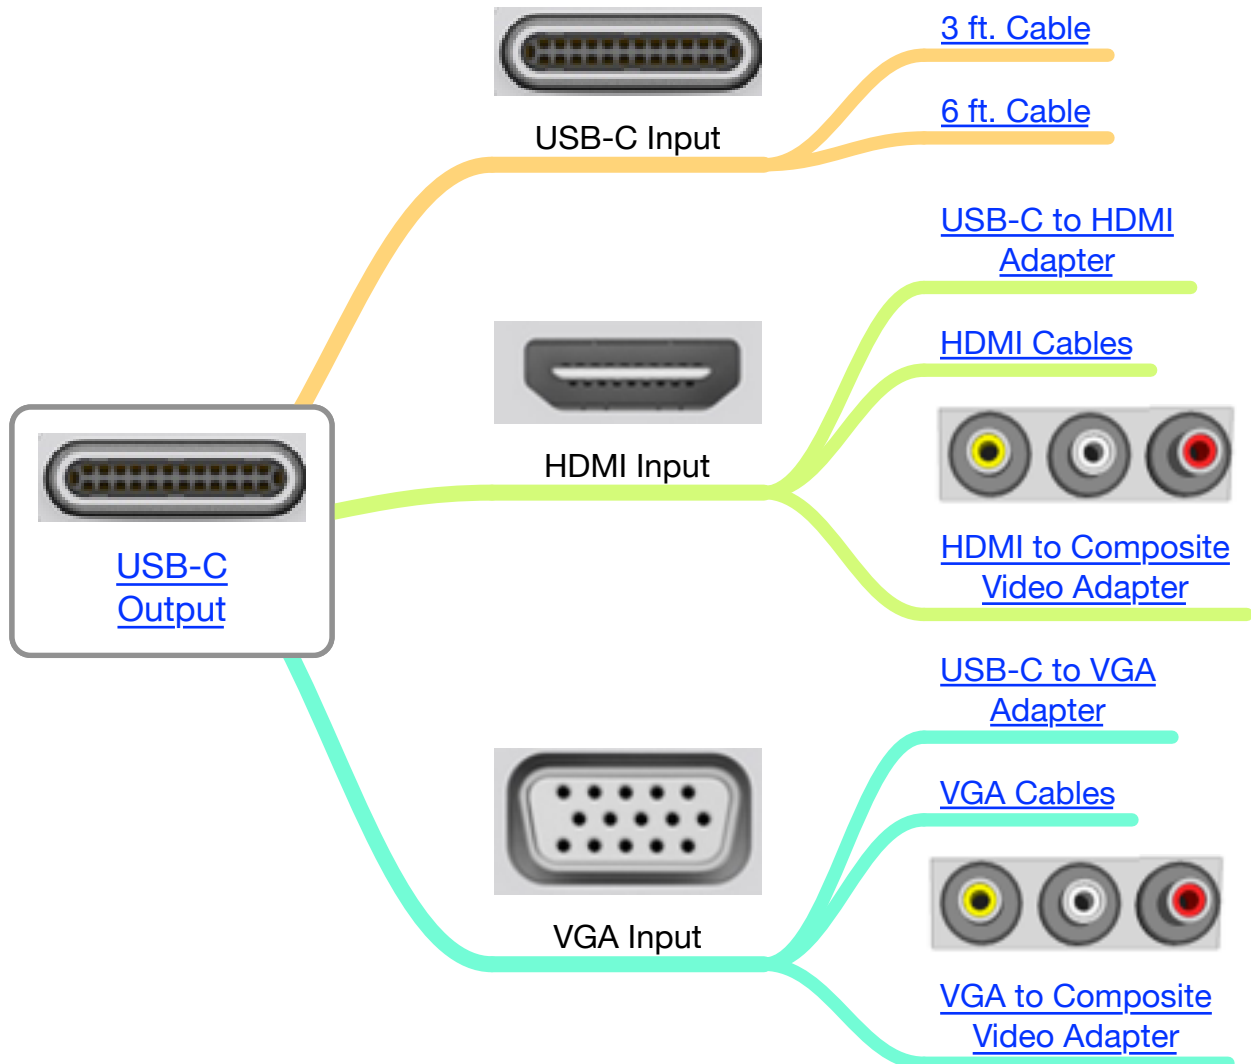 3 ft. Cable
6 ft. Cable
USB-C Input
USB-C to HDMI
Adapter
HDMI Cables
HDMI Input
HDMI to Composite
Video Adapter
USB-C
Output
USB-C to VGA
Adapter
VGA Cables
VGA Input
VGA to Composite
Video Adapter